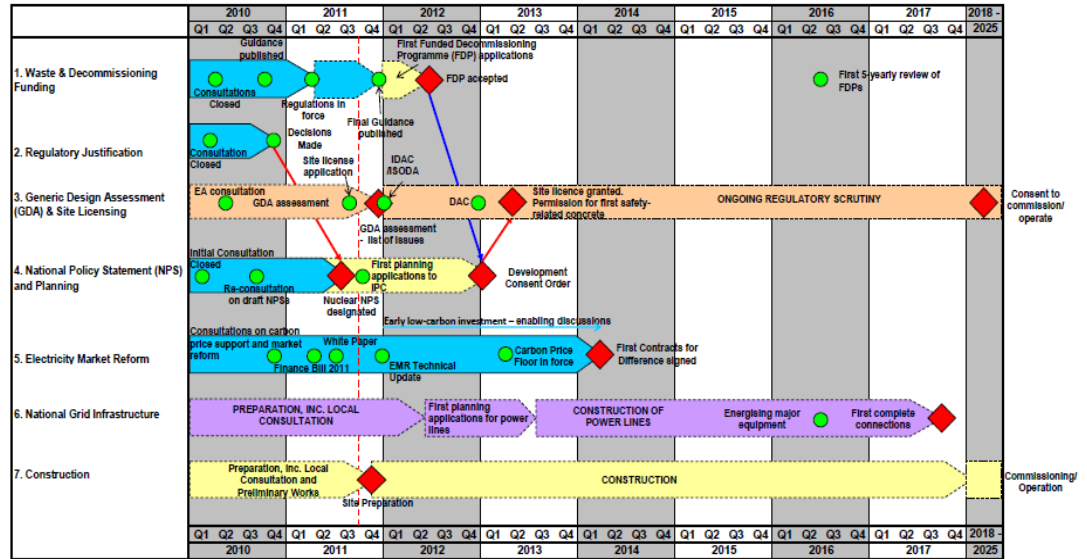 2010 2011 2012 2013 2014 2015 2016 2017 2018 -
Q1 Q2 Q3 Q4 Q1 Q2 Q3 Q4 Q1 Q2 Q3 Q4 Q1 Q2 Q3 Q4 Q1 Q2 Q3 Q4 Q1 Q2 Q3 Q4 Q1 Q2 Q3 Q4 Q1 Q2 Q3 Q4 2025
1. Waste & Decommissioning
Funding
Guidance
published
Consultations
Closed
Regulations in
force
First Funded Decommissioning
Programme (FDP) applications
FDP accepted
Final Guidance
published
First 5-yearly review of
FDPs
2. Regulatory Justification
Consultation
Closed
Decisions
Made
3. Generic Design Assessment
(GDA) & Site Licensing
EA consultation
GDA assessment
Site license
application
IDAC
/ISODA
GDA assessment
- list of issues
DAC
Site licence granted.
Permission for first safety-
related concrete
ONGOING REGULATORY SCRUTINY
Consent to
commission/
operate
4. National Policy Statement (NPS)
and Planning
Initial Consultation
Closed
Re-consultation
on draft NPSs
Nuclear NPS
designated
First planning
applications to
IPC
Development
Consent Order
5. Electricity Market Reform
Early low-carbon investment – enabling discussions
Consultations on carbon
price support and market
reform
White Paper
Finance Bill 2011
EMR Technical
Update
Carbon Price
Floor in force
First Contracts for
Difference signed
6. National Grid Infrastructure
PREPARATION, INC. LOCAL
CONSULTATION
First planning
applications for power
lines
CONSTRUCTION OF
POWER LINES
Energising major
equipment
First complete
connections
7. Construction
Preparation, Inc. Local
Consultation and
Preliminary Works
Site Preparation
CONSTRUCTION
Commissioning/
Operation
Q1 Q2 Q3 Q4 Q1 Q2 Q3 Q4 Q1 Q2 Q3 Q4 Q1 Q2 Q3 Q4 Q1 Q2 Q3 Q4 Q1 Q2 Q3 Q4 Q1 Q2 Q3 Q4 Q1 Q2 Q3 Q4 2018 -
2010 2011 2012 2013 2014 2015 2016 2017 2025